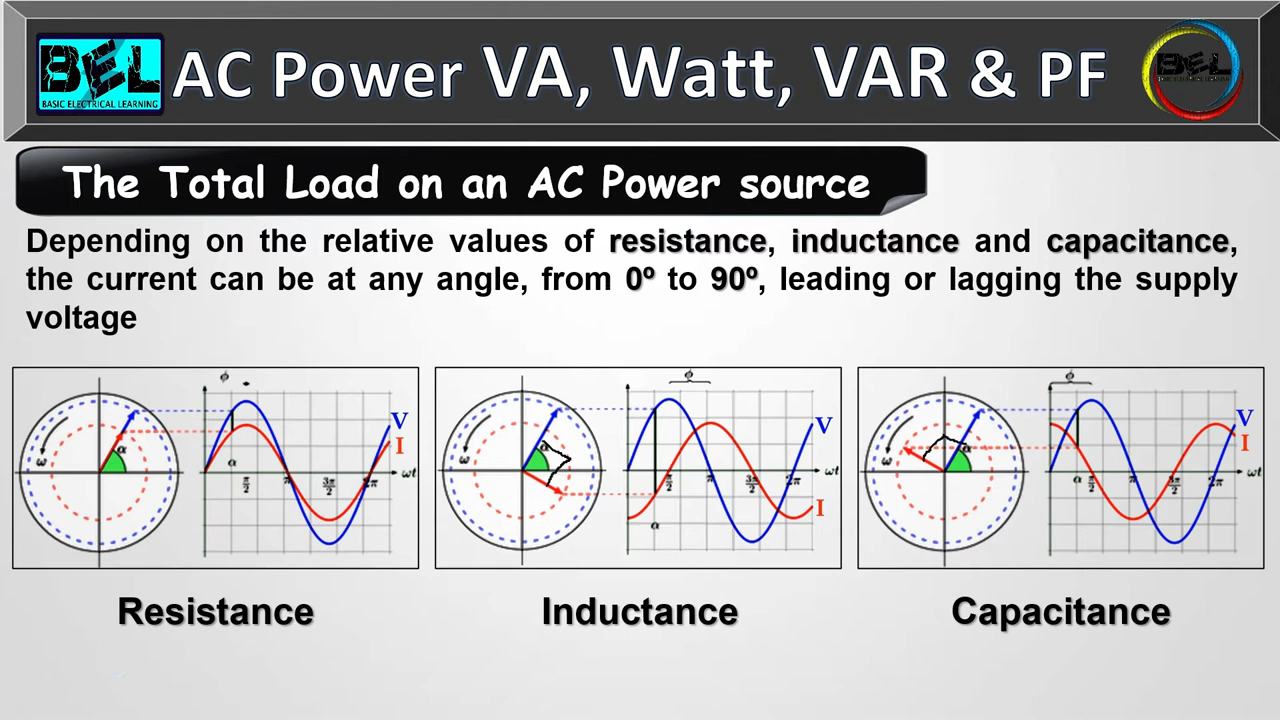 BEL
BASIC ELECTRICAL LEARNING
AC Power VA, Watt, VAR & PF
BEL
The Total Load on an AC Power source
Depending on the relative values of resistance, inductance and capacitance,
the current can be at any angle, from 0º to 90º, leading or lagging the supply
voltage
ϕ
V
I
α
ω
α
π/2
π
3π/2
2π
ωt
ϕ
V
α
ω
π/2
π
3π/2
2π
ωt
α
I
ϕ
V
I
α
ω
α
π/2
π
3π/2
2π
ωt
Resistance
Inductance
Capacitance